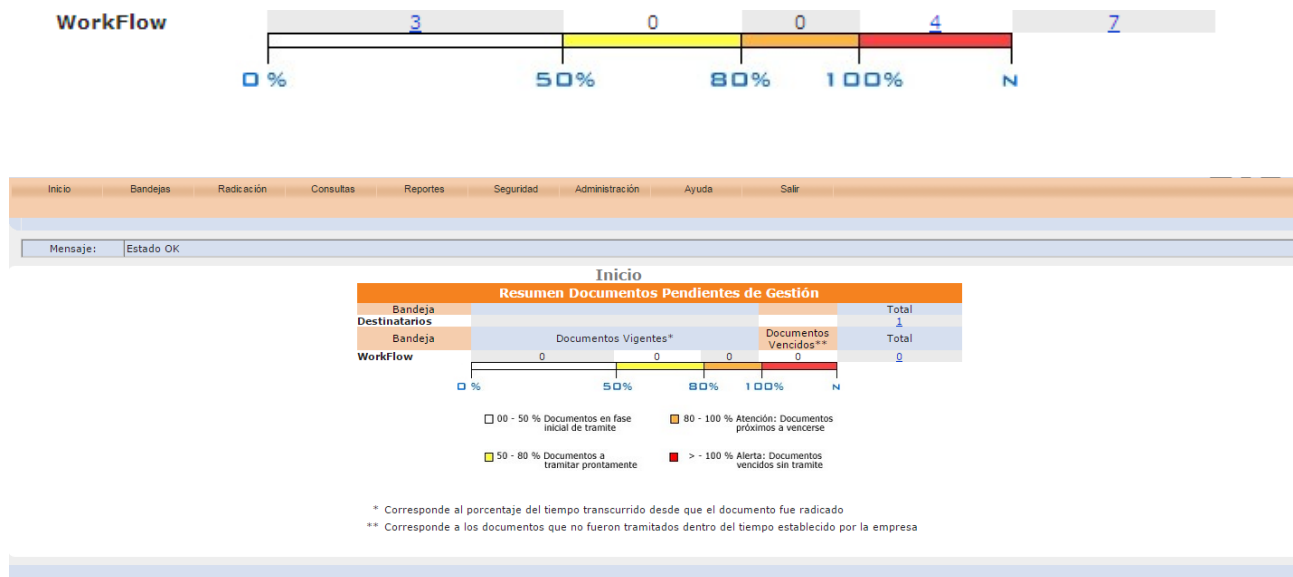 WorkFlow 3 0 0 4 7
0 % 50% 80% 100% N
Inicio Bandejas Radicación Consultas Reportes Seguridad Administración Ayuda Salir
Mensaje: Estado OK
Inicio
Resumen Documentos Pendientes de Gestión
Bandeja Total
Destinatarios 1
Bandeja Documentos Vigentes* Documentos Vencidos** Total
WorkFlow 0 0 0 0 0
0 % 50% 80% 100% N
00 - 50 % Documentos en fase 80 - 100 % Atención: Documentos
inicial de tramite próximos a vencerse
50 - 80 % Documentos a > - 100 % Alerta: Documentos
tramitar prontamente vencidos sin tramite
* Corresponde al porcentaje del tiempo transcurrido desde que el documento fue radicado
** Corresponde a los documentos que no fueron tramitados dentro del tiempo establecido por la empresa